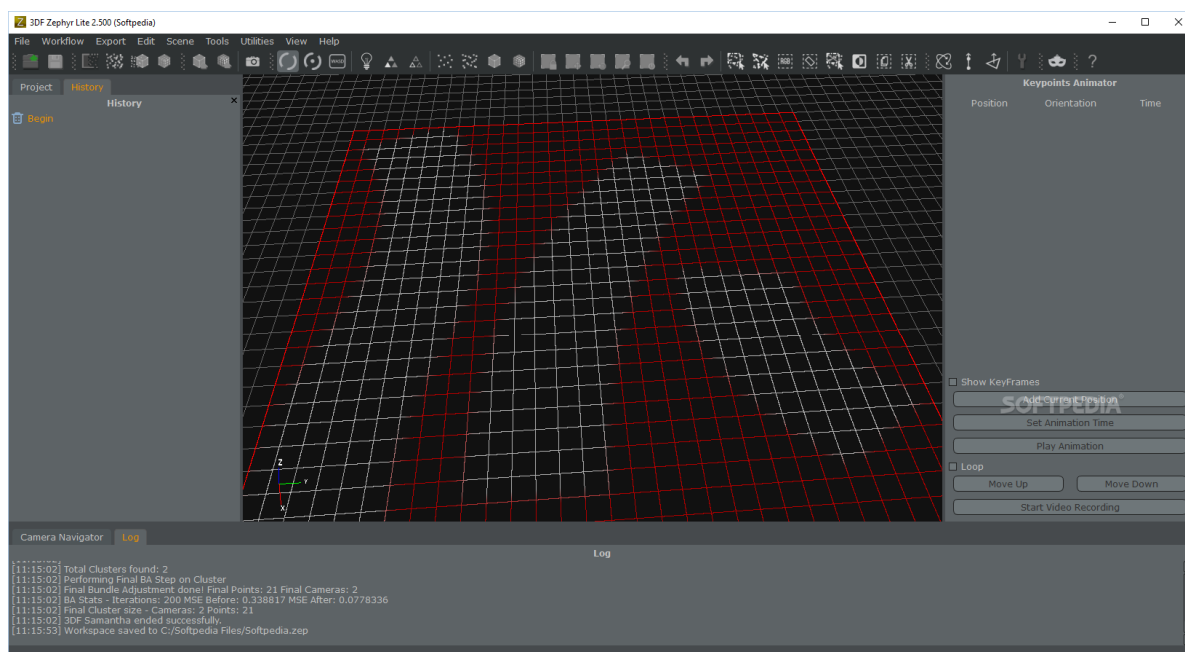 3DF Zephyr Lite 2.500 (Softpedia)
File Workflow Export Edit Scene Tools Utilities View Help
WASD
RGB
Project History
History
Begin
Keypoints Animator
Position Orientation Time
Show KeyFrames
Add Current Position
SOFTPEDIA
Set Animation Time
Play Animation
Loop
Move Up Move Down
Start Video Recording
Z
Y
X
Camera Navigator Log
Log
[11:15:02] Total Clusters found: 2
[11:15:02] Performing Final BA Step on Cluster
[11:15:02] Final Bundle Adjustment done! Final Points: 21 Final Cameras: 2
[11:15:02] BA Stats - Iterations: 200 MSE Before: 0.338817 MSE After: 0.0778336
[11:15:02] Final Cluster size - Cameras: 2 Points: 21
[11:15:02] 3DF Samantha ended successfully.
[11:15:53] Workspace saved to C:/Softpedia Files/Softpedia.zep